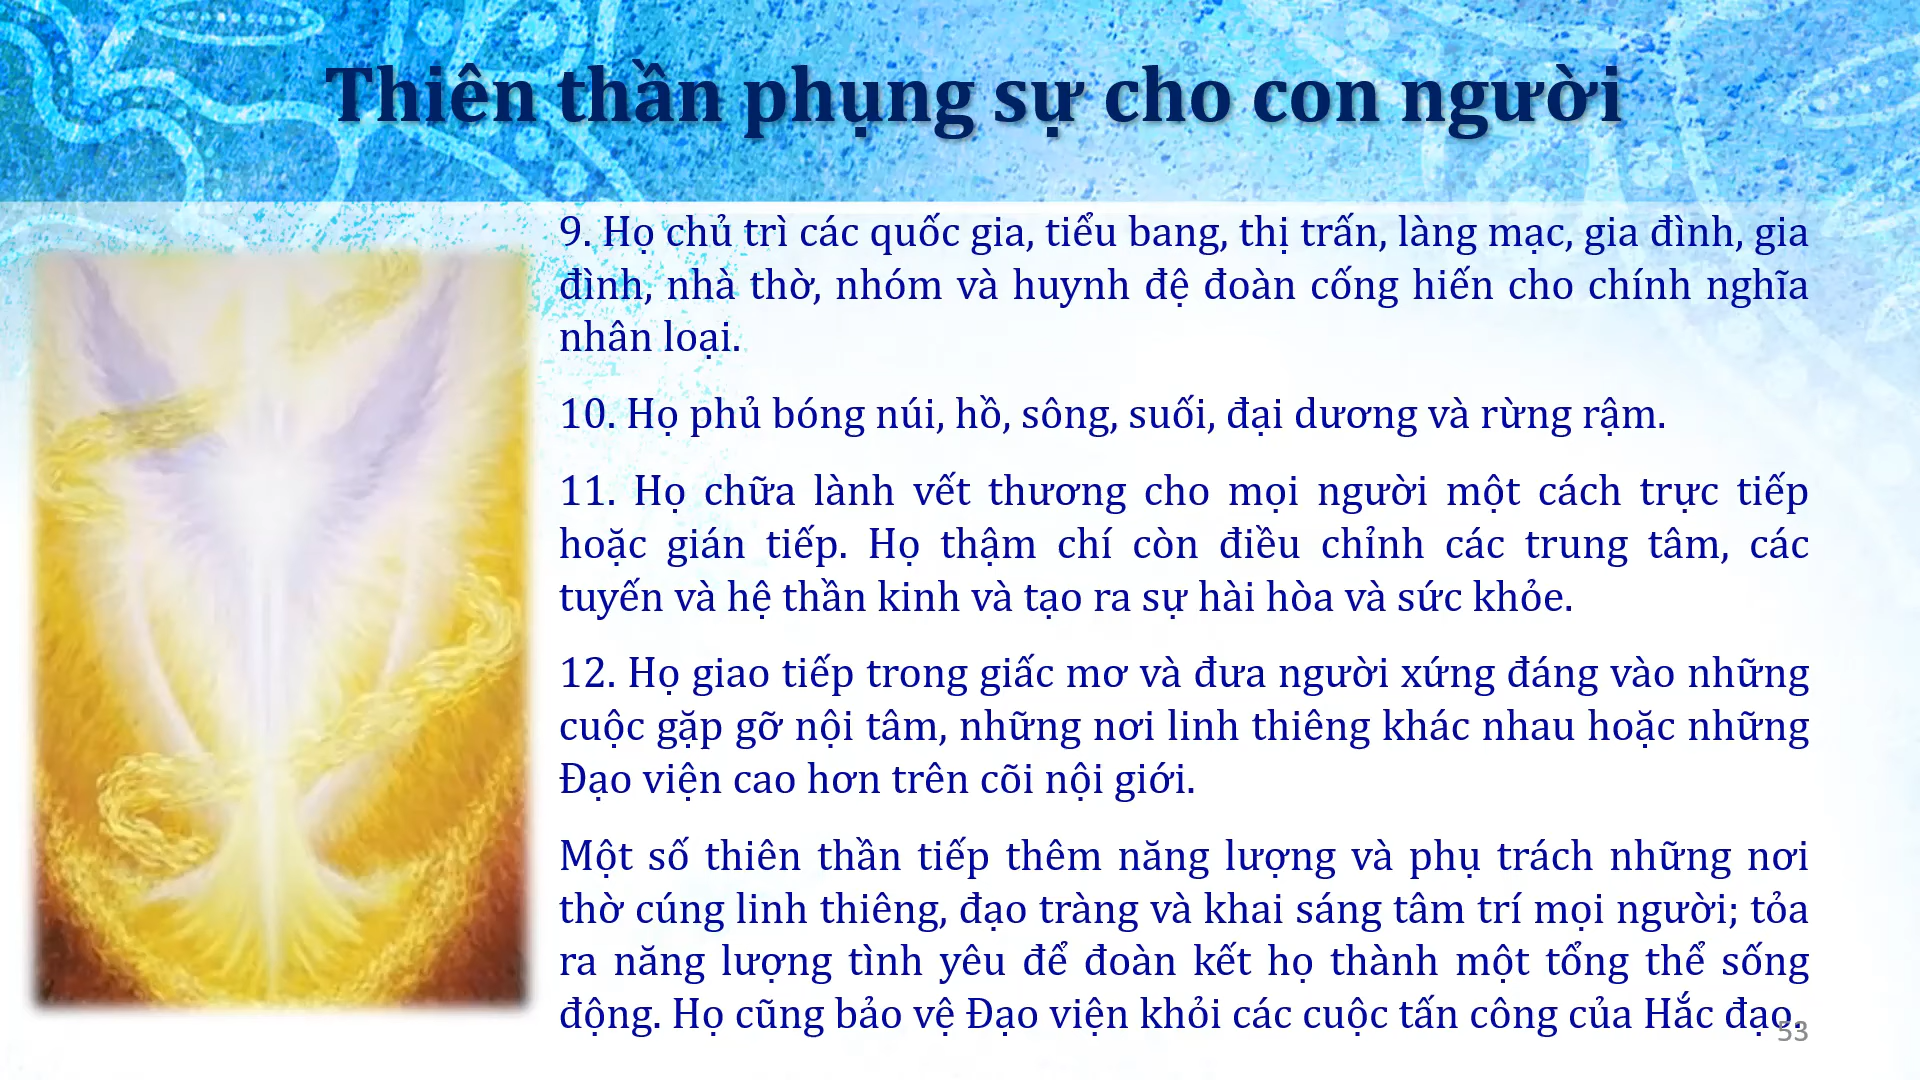 Thiên thần phụng sự cho con người
9. Họ chủ trì các quốc gia, tiểu bang, thị trấn, làng mạc, gia đình, gia
đình, nhà thờ, nhóm và huynh đệ đoàn cống hiến cho chính nghĩa
nhân loại.
10. Họ phủ bóng núi, hồ, sông, suối, đại dương và rừng rậm.
11. Họ chữa lành vết thương cho mọi người một cách trực tiếp
hoặc gián tiếp. Họ thậm chí còn điều chỉnh các trung tâm, các
tuyến và hệ thần kinh và tạo ra sự hài hòa và sức khỏe.
12. Họ giao tiếp trong giấc mơ và đưa người xứng đáng vào những
cuộc gặp gỡ nội tâm, những nơi linh thiêng khác nhau hoặc những
Đạo viện cao hơn trên cõi nội giới.
Một số thiên thần tiếp thêm năng lượng và phụ trách những nơi
thờ cúng linh thiêng, đạo tràng và khai sáng tâm trí mọi người; tỏa
ra năng lượng tình yêu để đoàn kết họ thành một tổng thể sống
động. Họ cũng bảo vệ Đạo viện khỏi các cuộc tấn công của Hắc đạo.
53